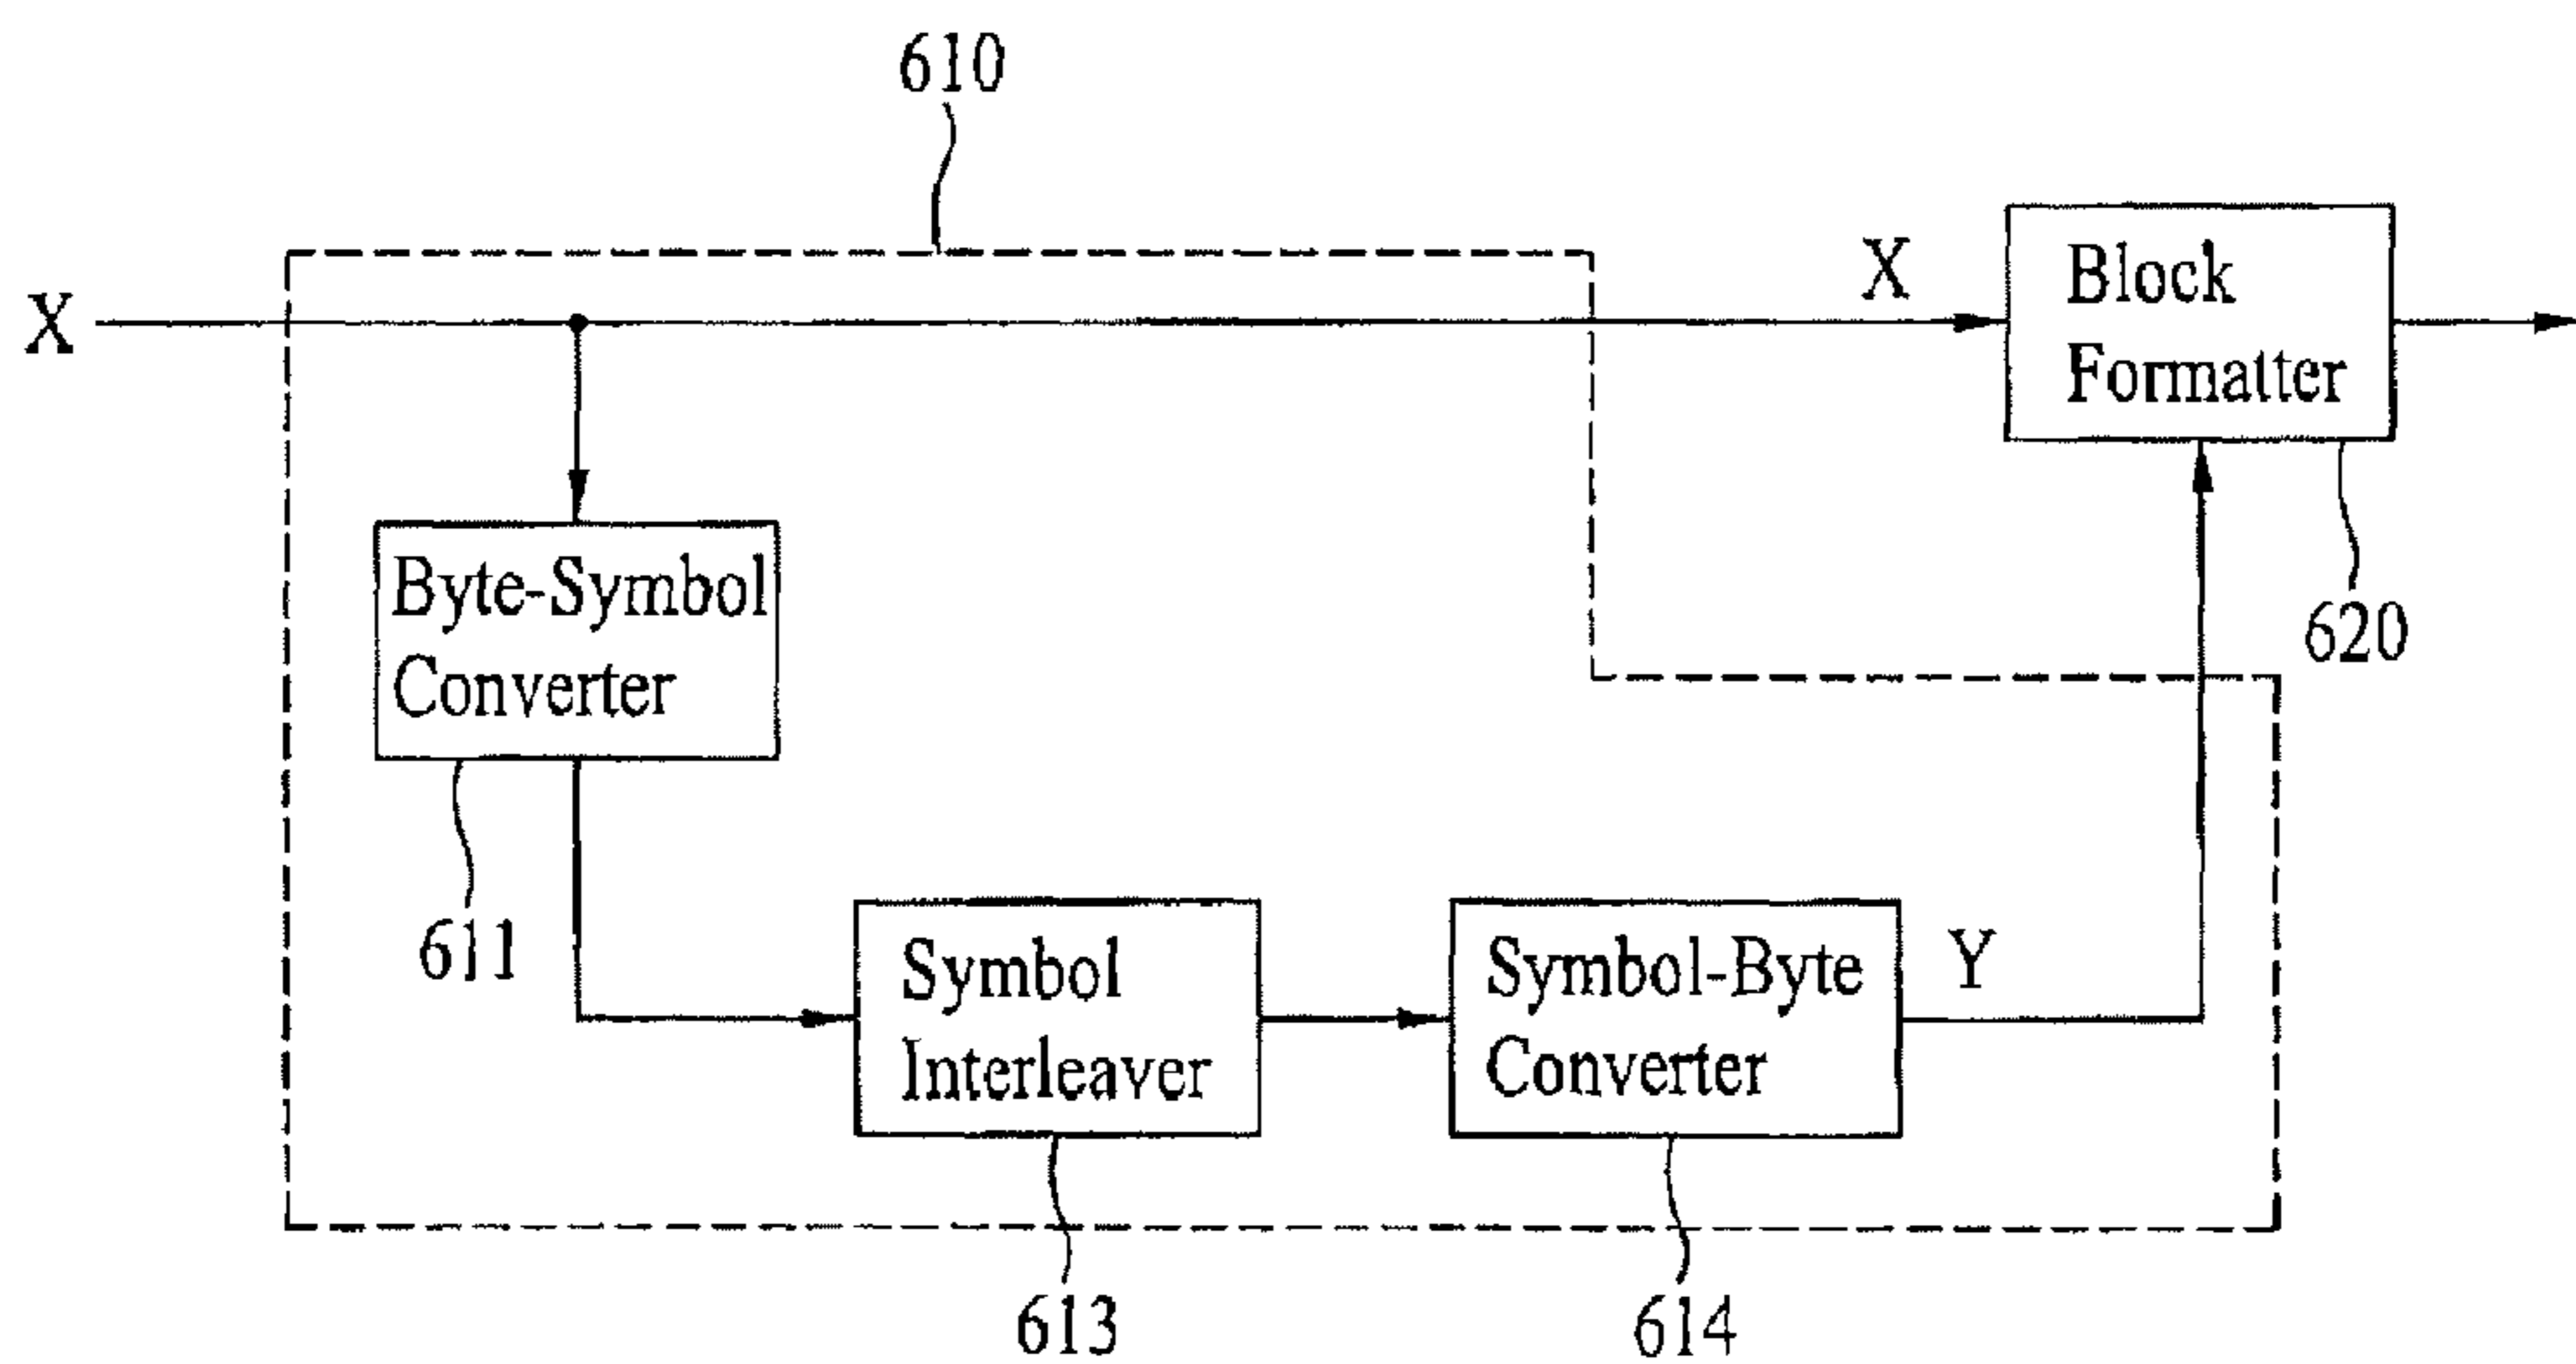 610
X
X
Block
Formatter
Byte-Symbol
Converter
620
611
Symbol
Interleaver
Symbol-Byte
Converter
Y
613
614